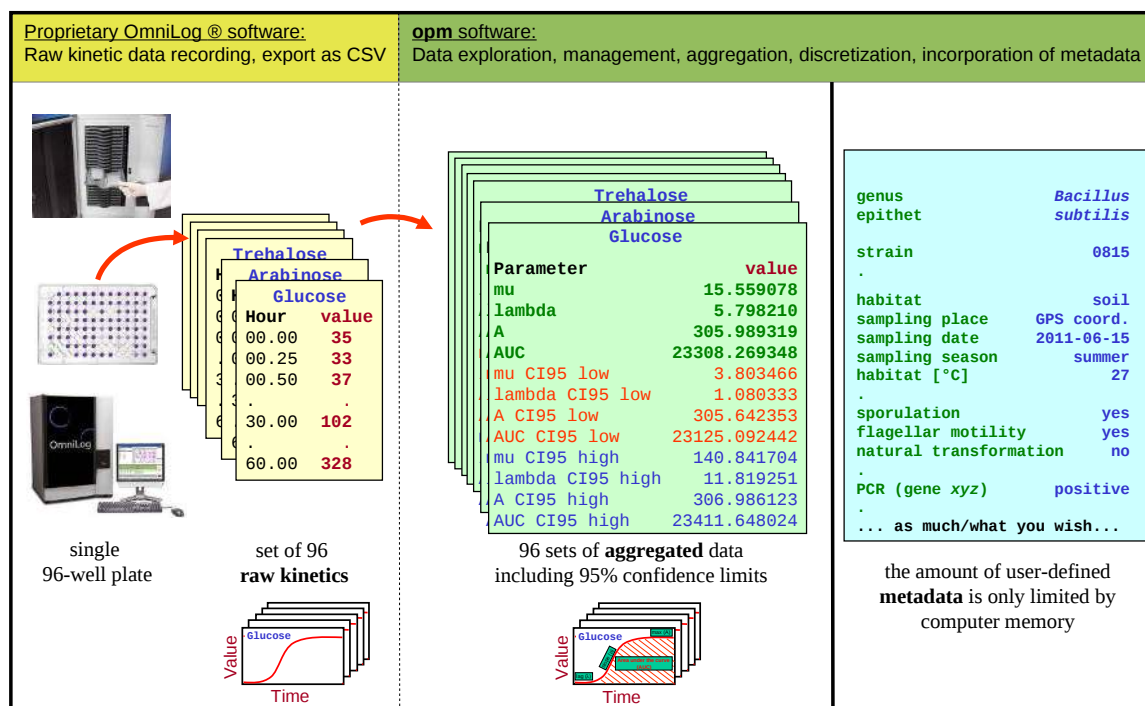 Proprietary OmniLog ® software:
Raw kinetic data recording, export as CSV
opm software:
Data exploration, management, aggregation, discretization, incorporation of metadata
OmniLog
single
96-well plate
Trehalose
Arabinose
Glucose
Hour value
00.00 35
00.25 33
00.50 37
. .
30.00 102
. .
60.00 328
set of 96
raw kinetics
Glucose
Value
Time
Trehalose
Arabinose
Glucose
Parameter value
mu 15.559078
lambda 5.798210
A 305.989319
AUC 23308.269348
mu CI95 low 3.803466
lambda CI95 low 1.080333
A CI95 low 305.642353
AUC CI95 low 23125.092442
mu CI95 high 140.841704
lambda CI95 high 11.819251
A CI95 high 306.986123
AUC CI95 high 23411.648024
96 sets of aggregated data
including 95% confidence limits
Glucose
Area under the curve
(AUC)
Value
Time
genus Bacillus
epithet subtilis
strain 0815
.
habitat soil
sampling place GPS coord.
sampling date 2011-06-15
sampling season summer
habitat [°C] 27
.
sporulation yes
flagellar motility yes
natural transformation no
.
PCR (gene xyz) positive
.
... as much/what you wish...
the amount of user-defined
metadata is only limited by
computer memory